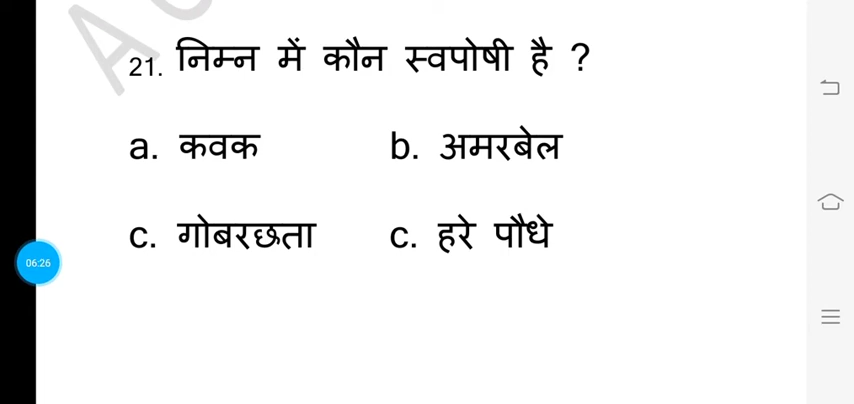 21. निम्न में कौन स्वपोषी है ?
a. कवक b. अमरबेल
c. गोबरछता c. हरे पौधे
06:26